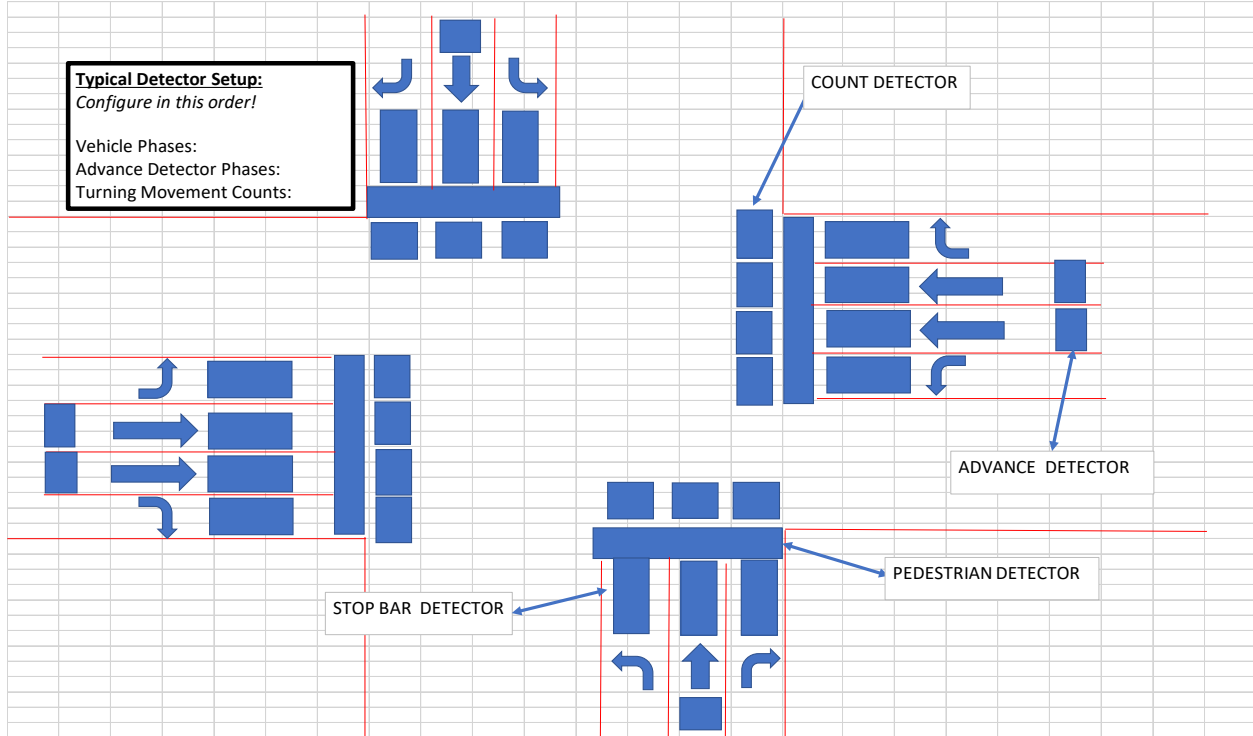 Typical Detector Setup:
Configure in this order!
Vehicle Phases:
Advance Detector Phases:
Turning Movement Counts:
COUNT DETECTOR
ADVANCE  DETECTOR
PEDESTRIAN DETECTOR
STOP BAR  DETECTOR